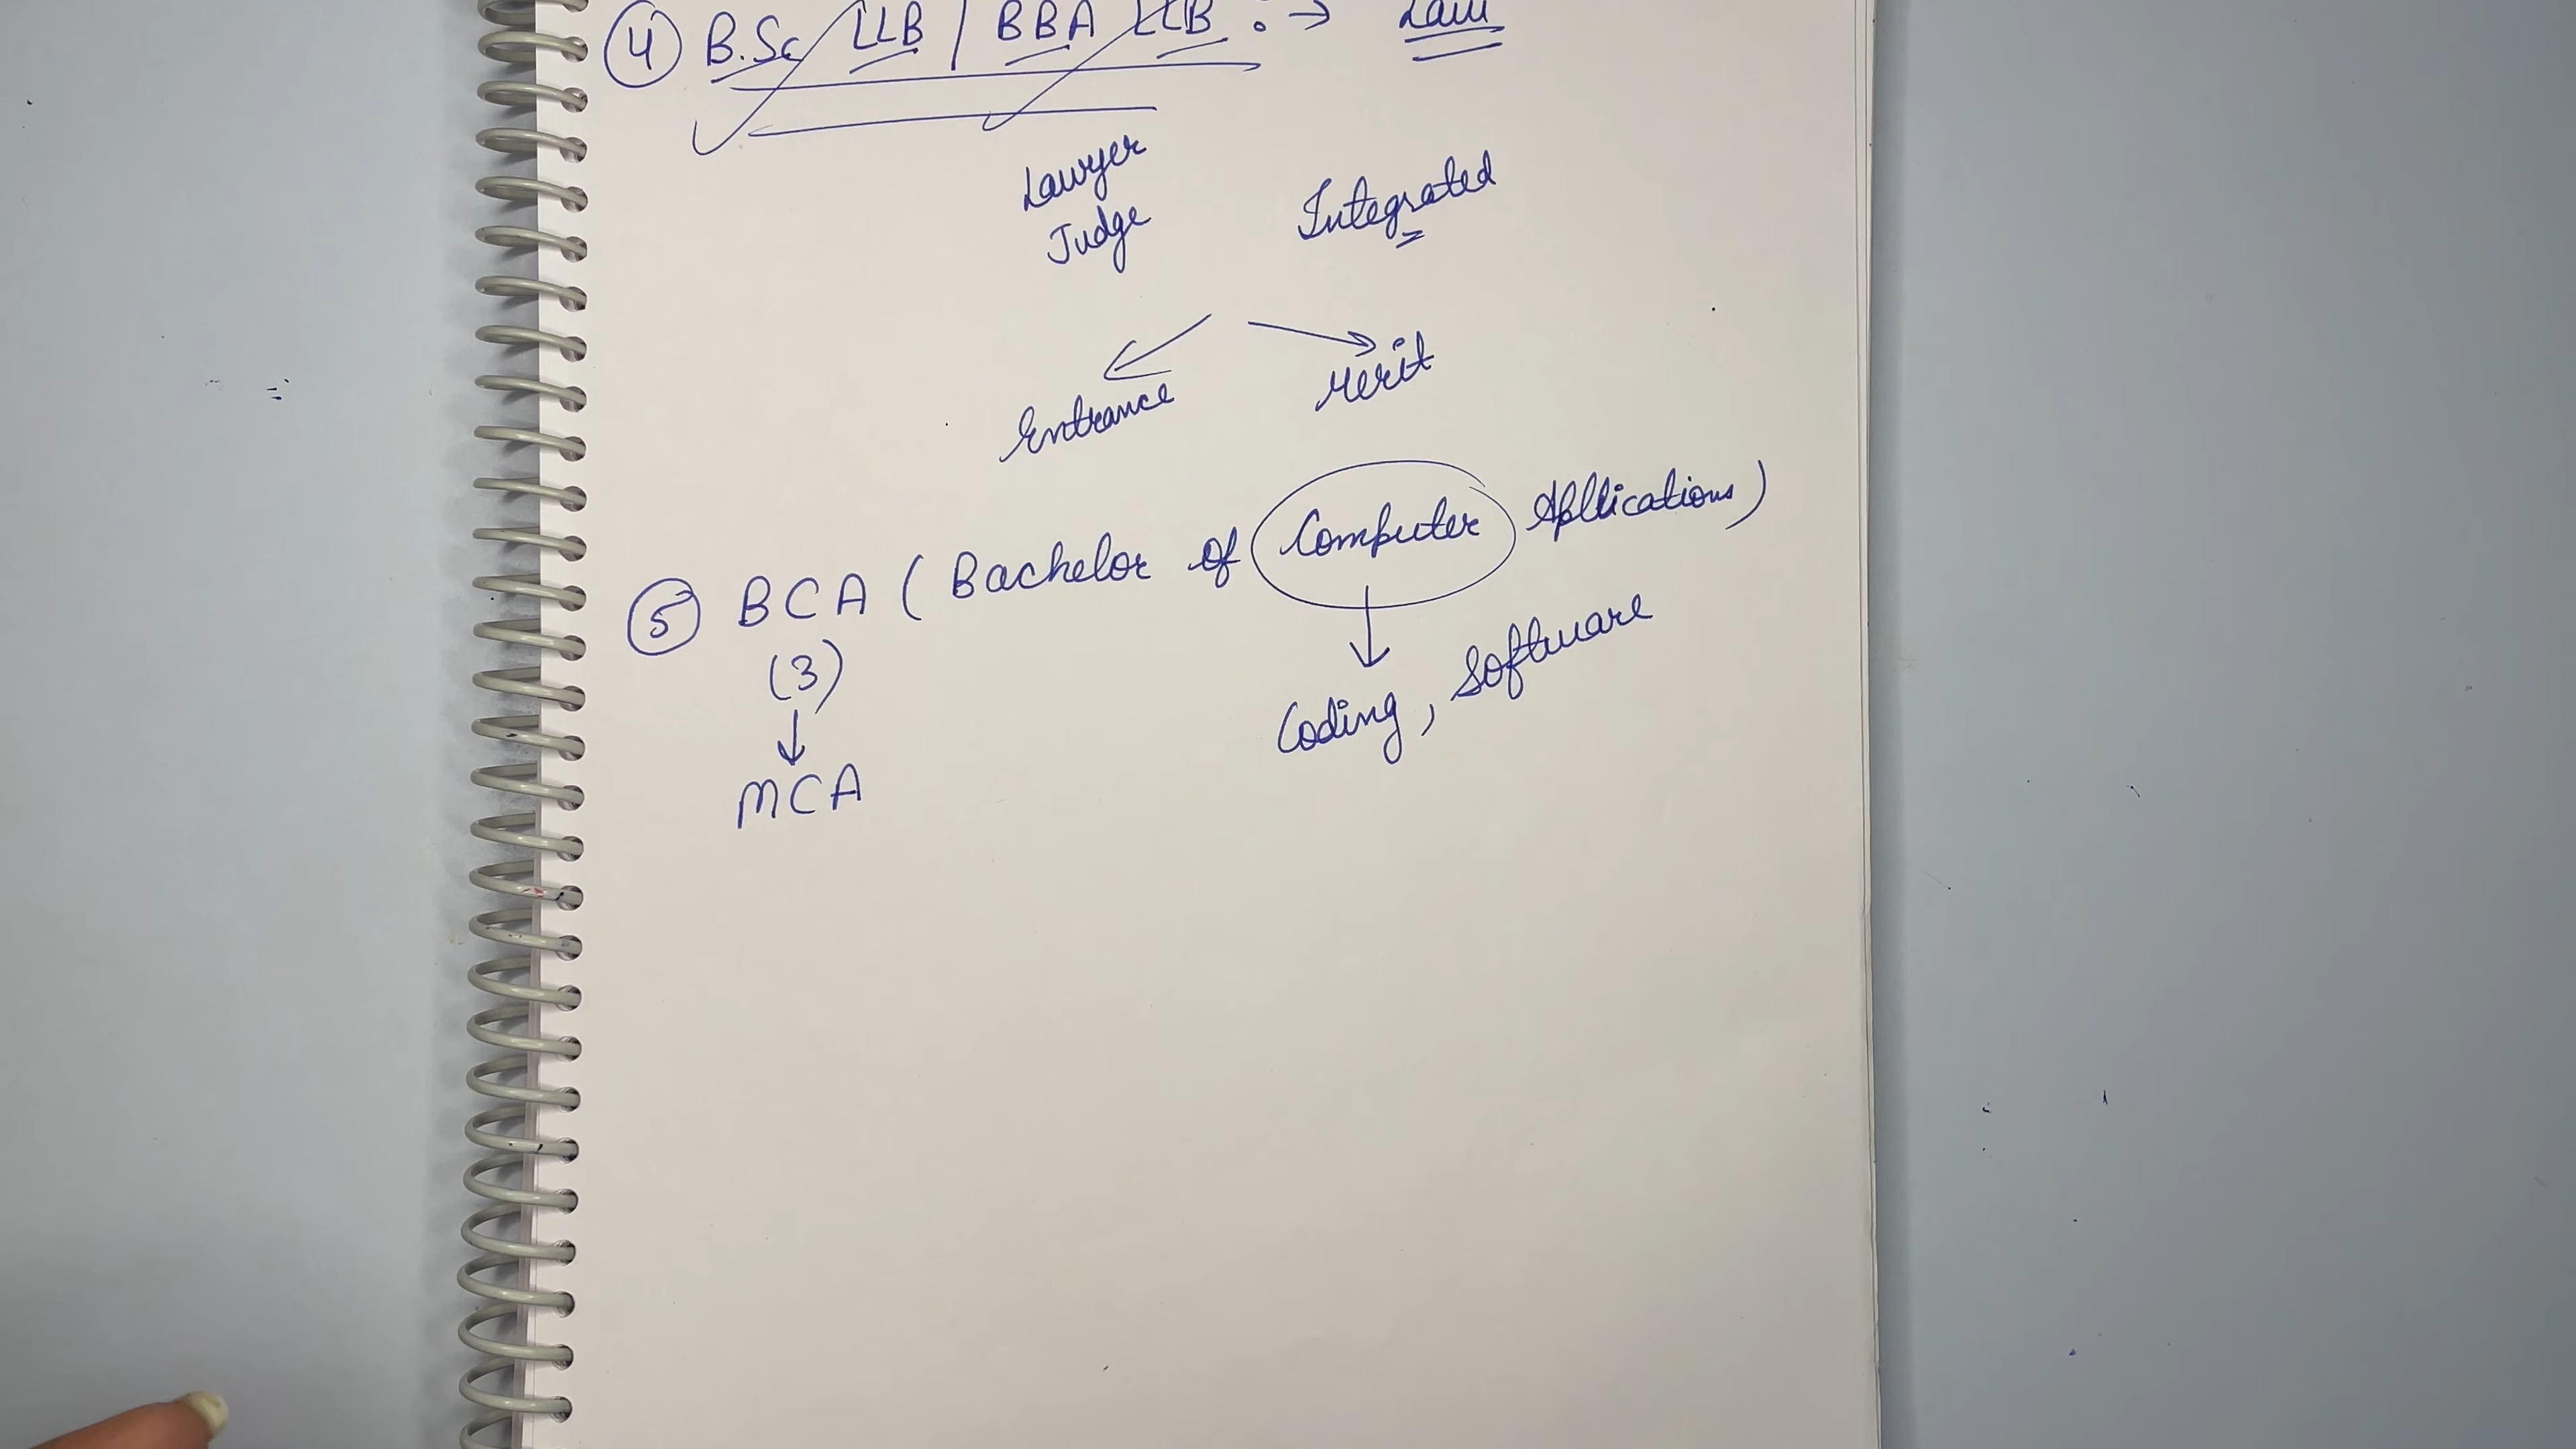 ④ B.Sc LLB | BBA LLB : → Law
Lawyer
Judge
Integrated
Entrance
Merit
⑤ BCA (Bachelor of Computer Applications)
(3)
↓
MCA
↓
Coding, Software